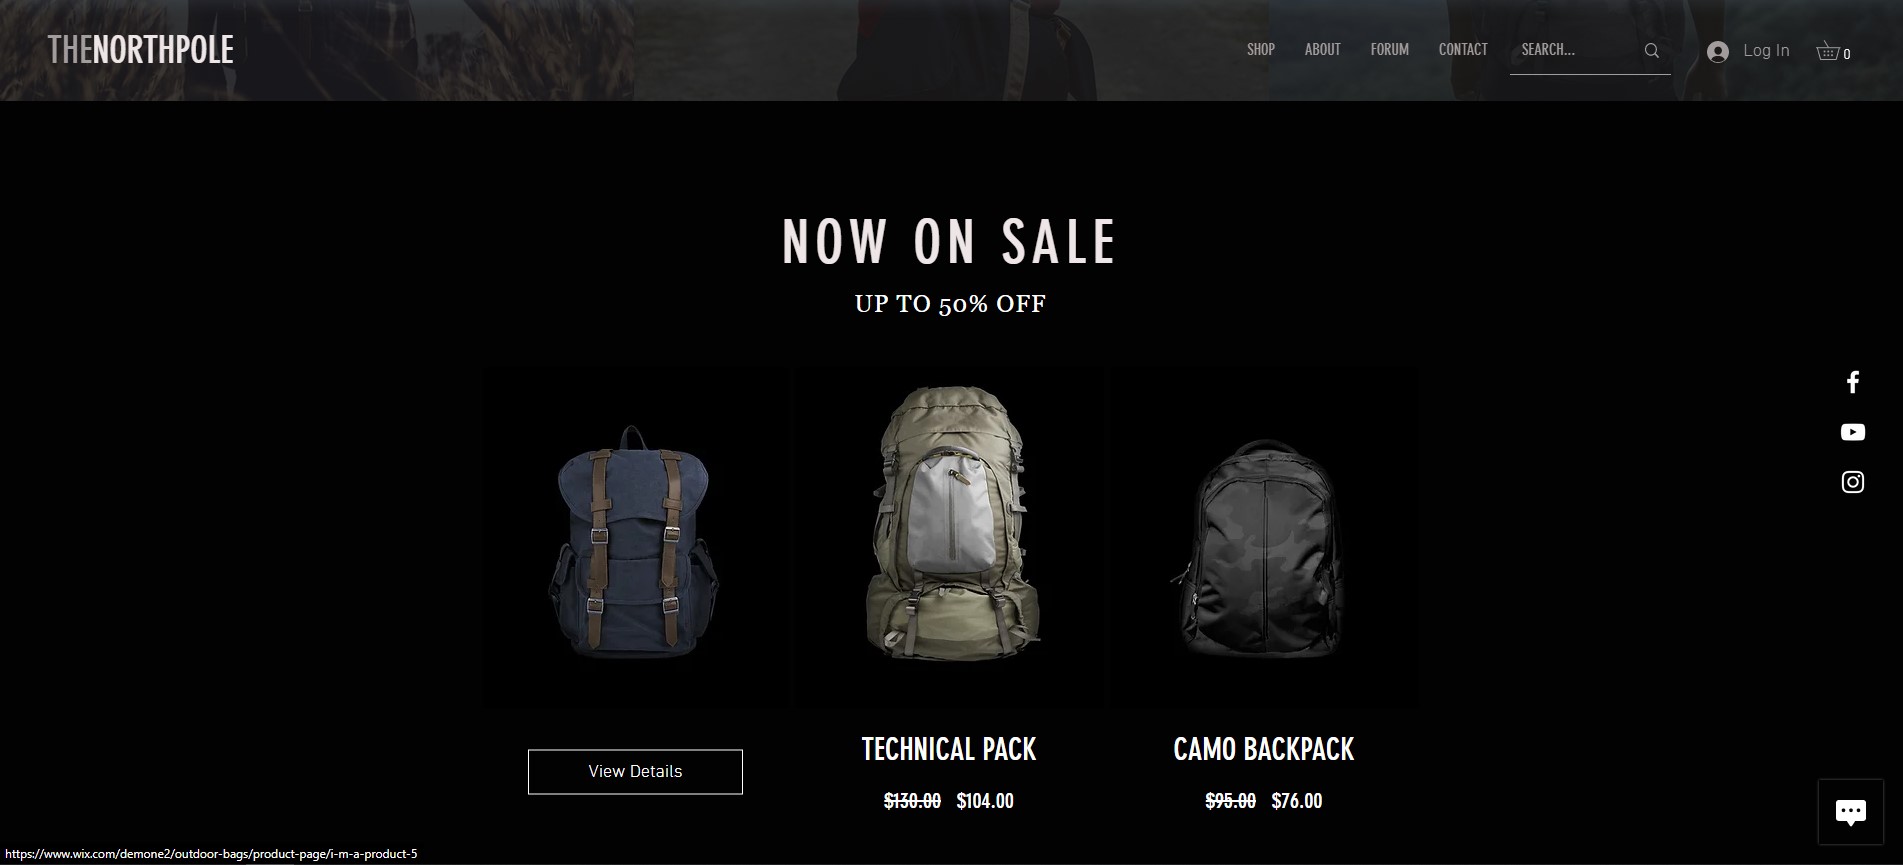 THENORTHPOLE
SHOP ABOUT FORUM CONTACT SEARCH... Log In 0
NOW ON SALE
UP TO 50% OFF
View Details
TECHNICAL PACK
$130.00 $104.00
CAMO BACKPACK
$95.00 $76.00
https://www.wix.com/demone2/outdoor-bags/product-page/i-m-a-product-5